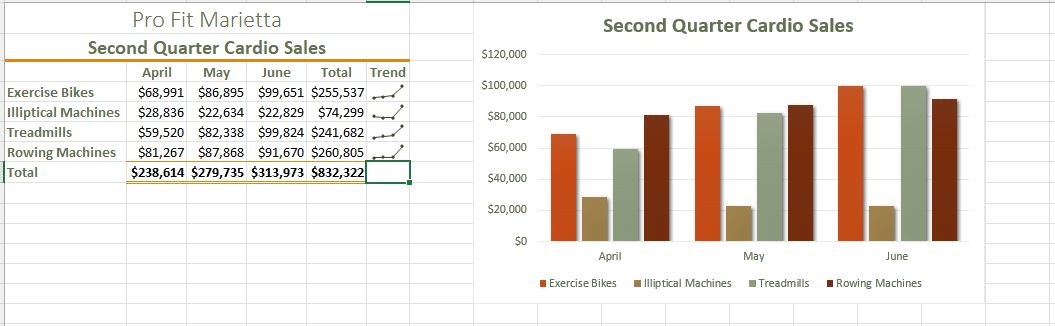 Pro Fit Marietta
Second Quarter Cardio Sales
April May June Total Trend
Exercise Bikes $68,991 $86,895 $99,651 $255,537
Illiptical Machines $28,836 $22,634 $22,829 $74,299
Treadmills $59,520 $82,338 $99,824 $241,682
Rowing Machines $81,267 $87,868 $91,670 $260,805
Total $238,614 $279,735 $313,973 $832,322
Second Quarter Cardio Sales
$120,000
$100,000
$80,000
$60,000
$40,000
$20,000
$0
April May June
Exercise Bikes Illiptical Machines Treadmills Rowing Machines